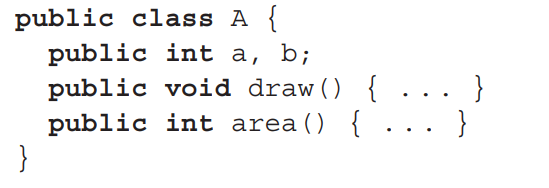 public class A {
public int a, b;
public void draw() { ... }
public int area() { ... }
}